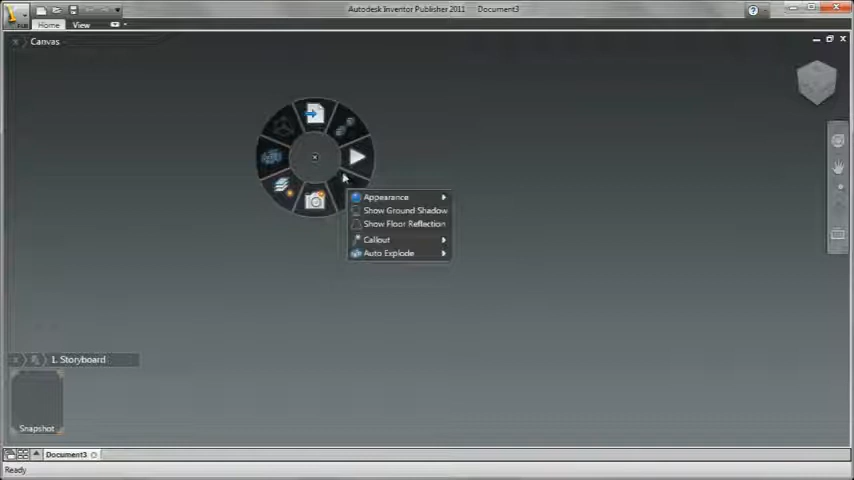 Autodesk Inventor Publisher 2011 Document3
Home View
Canvas
Appearance
Show Ground Shadow
Show Floor Reflection
Callout
Auto Explode
1. Storyboard
Snapshot
Document3
Ready